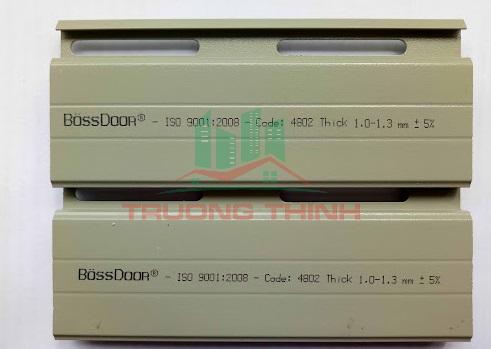 BÖSSDOOR® - ISO 9001:2008 - Code: 4802 Thick 1.0-1.3 mm ± 5%
TRUONG THINH
BÖSSDOOR® - ISO 9001:2008 - Code: 4802 Thick 1.0-1.3 mm ± 5%